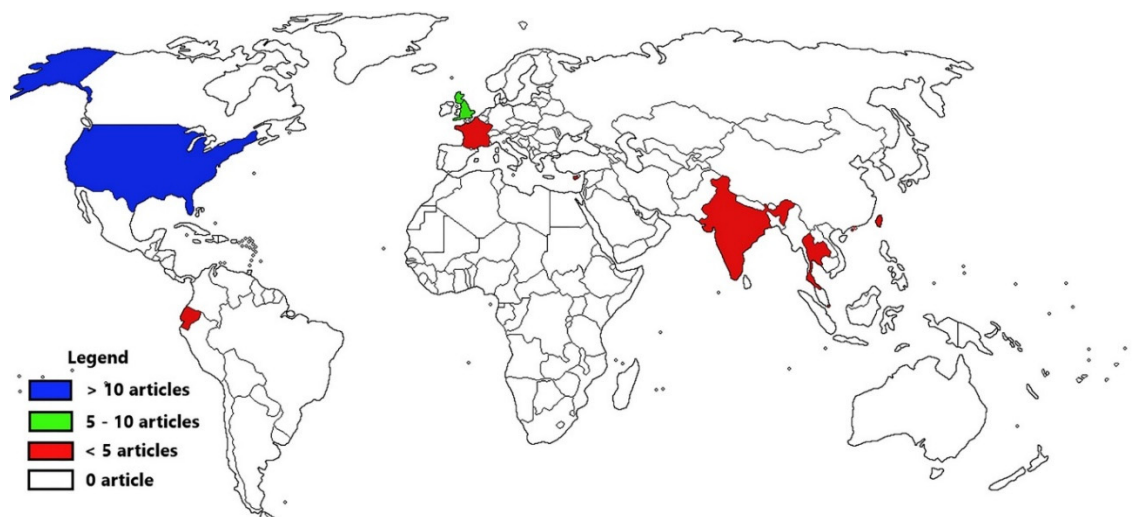 Legend
> 10 articles
5 - 10 articles
< 5 articles
0 article